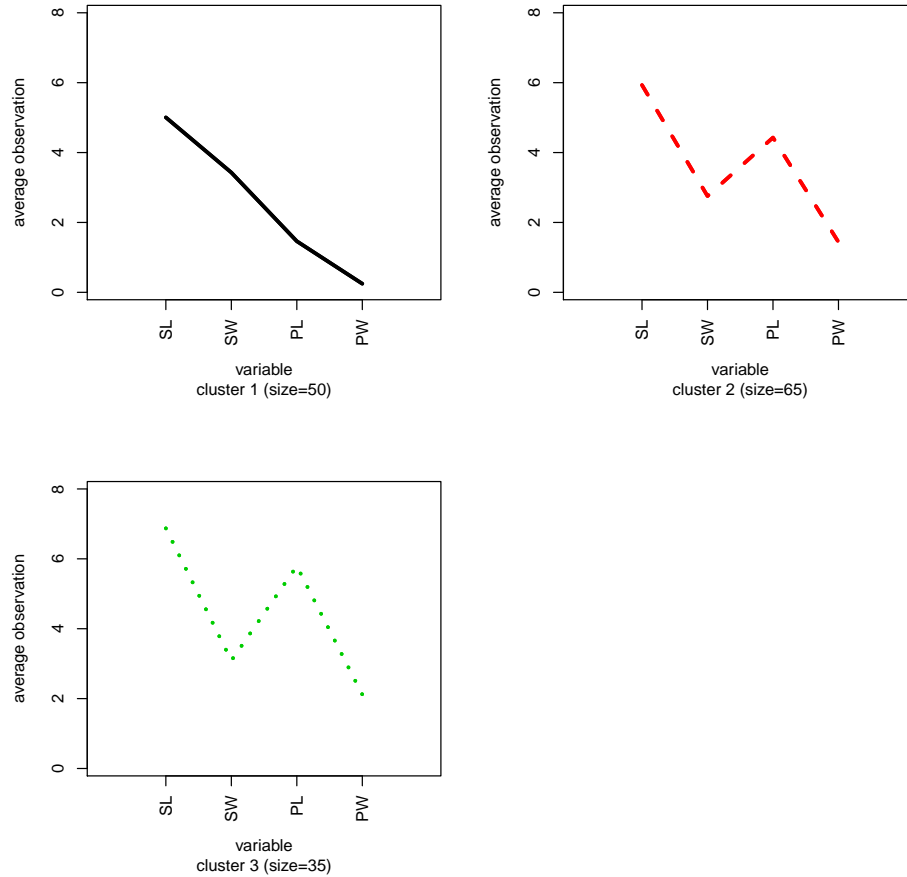 8
6
4
2
0
average observation
SL
SW
PL
PW
variable
cluster 1 (size=50)
8
6
4
2
0
average observation
SL
SW
PL
PW
variable
cluster 2 (size=65)
8
6
4
2
0
average observation
SL
SW
PL
PW
variable
cluster 3 (size=35)